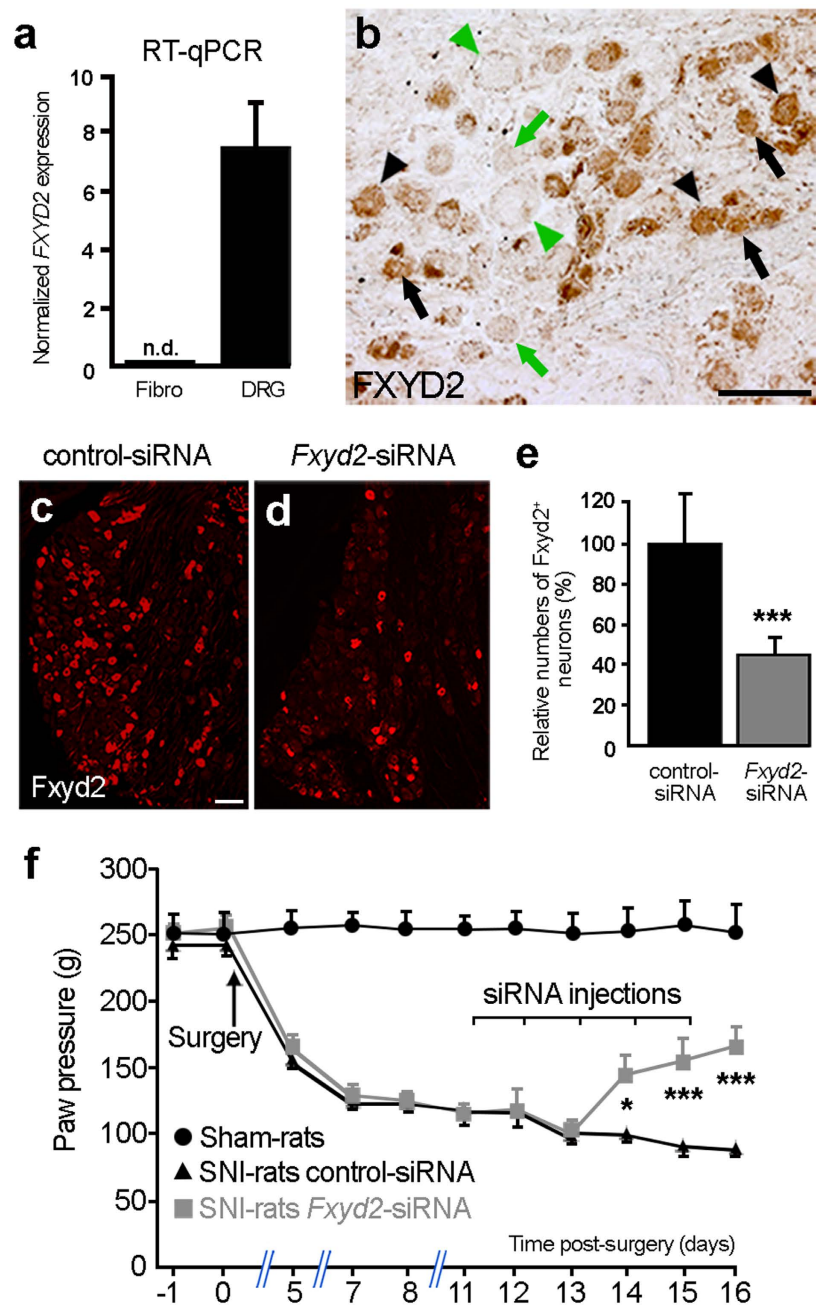 a
RT-qPCR
Normalized FXYD2 expression
10
8
6
4
2
0
n.d.
Fibro
DRG
b
FXYD2
control-siRNA
Fxyd2-siRNA
c
d
Fxyd2
e
Relative numbers of Fxyd2+
neurons (%)
120
100
80
60
40
20
0
***
control-
siRNA
Fxyd2-
siRNA
f
Paw pressure (g)
300
250
200
150
100
50
0
Surgery
siRNA injections
* *** ***
Sham-rats
SNI-rats control-siRNA
SNI-rats Fxyd2-siRNA
Time post-surgery (days)
-1 0 5 7 8 11 12 13 14 15 16